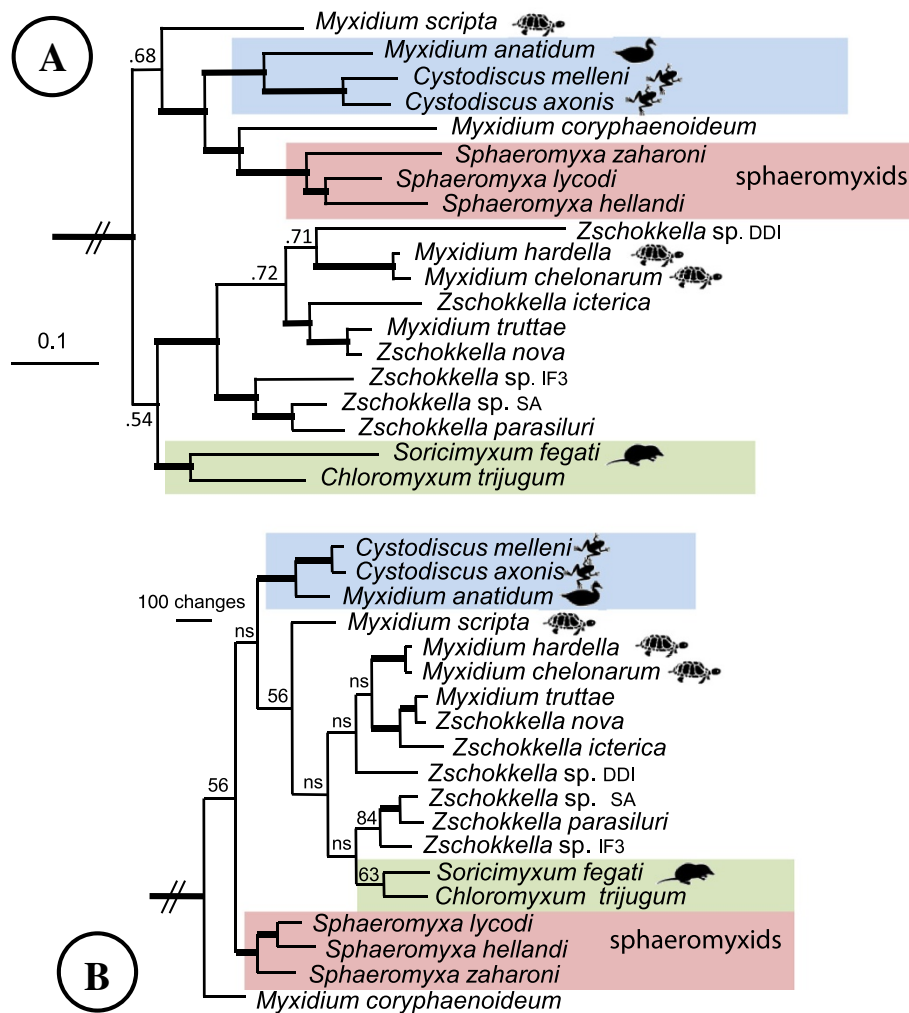 A
Myxidium scripta
.68
Myxidium anatidum
Cystodiscus melleni
Cystodiscus axonis
Myxidium coryphaenoideum
Sphaeromyxa zaharoni
Sphaeromyxa lycodi
sphaeromyxids
Sphaeromyxa hellandi
Zschokkella sp. DDI
.71
Myxidium hardella
.72
Myxidium chelonarum
Zschokkella icterica
Myxidium truttae
0.1
Zschokkella nova
Zschokkella sp. IF3
Zschokkella sp. SA
.54
Zschokkella parasiluri
Soricimyxum fegati
Chloromyxum trijugum
Cystodiscus melleni
Cystodiscus axonis
Myxidium anatidum
100 changes
ns
Myxidium scripta
Myxidium hardella
Myxidium chelonarum
56
ns
Myxidium truttae
ns
Zschokkella nova
Zschokkella icterica
Zschokkella sp. DDI
ns
56
Zschokkella sp. SA
84
Zschokkella parasiluri
Zschokkella sp. IF3
ns
63
Soricimyxum fegati
Chloromyxum trijugum
Sphaeromyxa lycodi
Sphaeromyxa hellandi
sphaeromyxids
Sphaeromyxa zaharoni
B
Myxidium coryphaenoideum